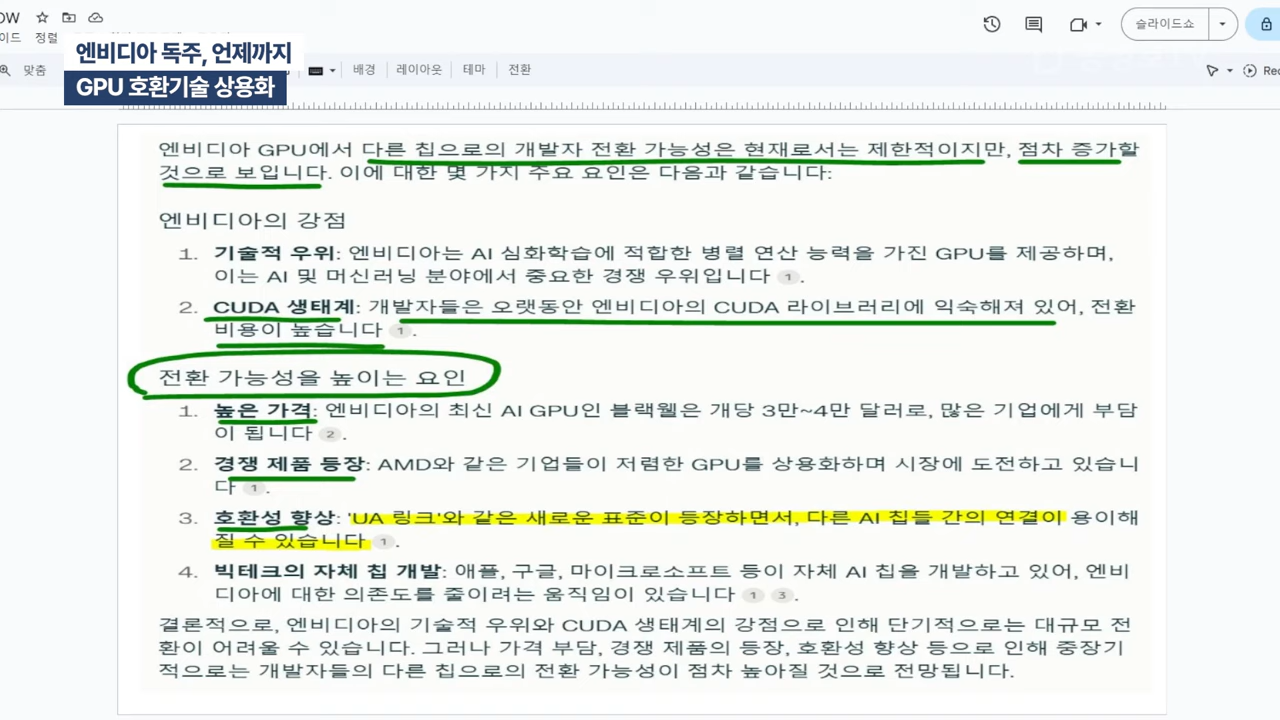 OW
이드
정렬
슬라이드쇼
엔비디아 독주, 언제까지
GPU 호환기술 상용화
맞춤
배경
레이아웃
테마
전환
Rec
엔비디아 GPU에서 다른 칩으로의 개발자 전환 가능성은 현재로서는 제한적이지만, 점차 증가할
것으로 보입니다. 이에 대한 몇 가지 주요 요인은 다음과 같습니다:
엔비디아의 강점
1. 기술적 우위: 엔비디아는 AI 심화학습에 적합한 병렬 연산 능력을 가진 GPU를 제공하며,
이는 AI 및 머신러닝 분야에서 중요한 경쟁 우위입니다 1.
2. CUDA 생태계: 개발자들은 오랫동안 엔비디아의 CUDA 라이브러리에 익숙해져 있어, 전환
비용이 높습니다 1.
전환 가능성을 높이는 요인
1. 높은 가격: 엔비디아의 최신 AI GPU인 블랙웰은 개당 3만~4만 달러로, 많은 기업에게 부담
이 됩니다 2.
2. 경쟁 제품 등장: AMD와 같은 기업들이 저렴한 GPU를 상용화하며 시장에 도전하고 있습니
다 1.
3. 호환성 향상: 'UA 링크'와 같은 새로운 표준이 등장하면서, 다른 AI 칩들 간의 연결이 용이해
질 수 있습니다 1.
4. 빅테크의 자체 칩 개발: 애플, 구글, 마이크로소프트 등이 자체 AI 칩을 개발하고 있어, 엔비
디아에 대한 의존도를 줄이려는 움직임이 있습니다 1 3.
결론적으로, 엔비디아의 기술적 우위와 CUDA 생태계의 강점으로 인해 단기적으로는 대규모 전
환이 어려울 수 있습니다. 그러나 가격 부담, 경쟁 제품의 등장, 호환성 향상 등으로 인해 중장기
적으로는 개발자들의 다른 칩으로의 전환 가능성이 점차 높아질 것으로 전망됩니다.